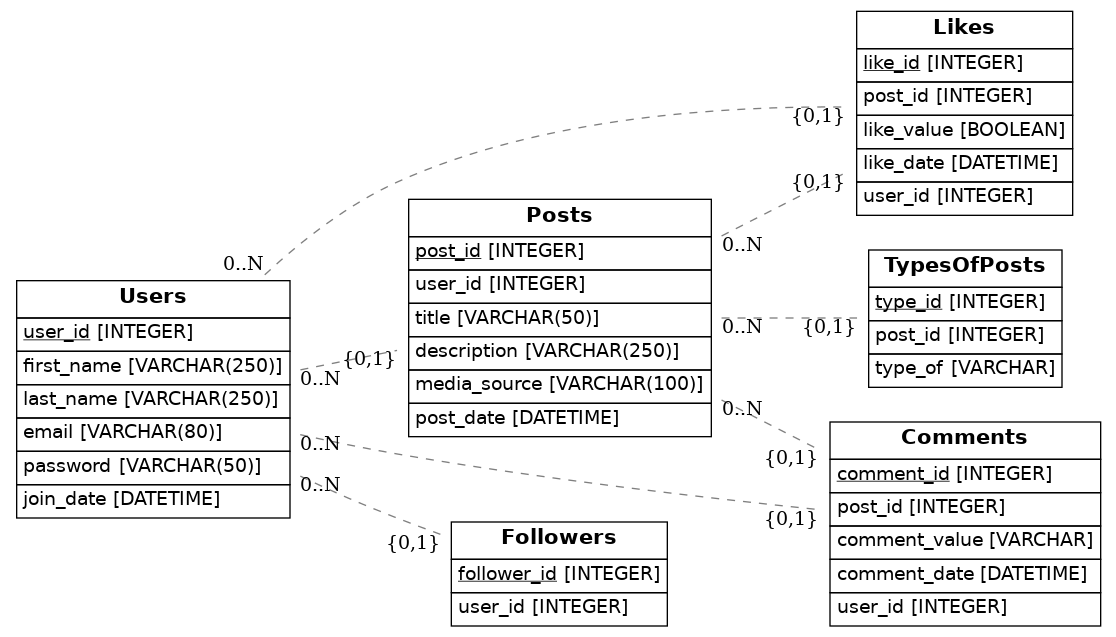 Likes
like_id [INTEGER]
post_id [INTEGER]
like_value [BOOLEAN]
like_date [DATETIME]
user_id [INTEGER]
{0,1}
{0,1}
Posts
post_id [INTEGER]
user_id [INTEGER]
title [VARCHAR(50)]
description [VARCHAR(250)]
media_source [VARCHAR(100)]
post_date [DATETIME]
0..N
0..N
0..N
TypesOfPosts
type_id [INTEGER]
post_id [INTEGER]
type_of [VARCHAR]
{0,1}
0..N
Users
user_id [INTEGER]
first_name [VARCHAR(250)]
last_name [VARCHAR(250)]
email [VARCHAR(80)]
password [VARCHAR(50)]
join_date [DATETIME]
{0,1}
0..N
0..N
0..N
Comments
comment_id [INTEGER]
post_id [INTEGER]
comment_value [VARCHAR]
comment_date [DATETIME]
user_id [INTEGER]
{0,1}
{0,1}
Followers
follower_id [INTEGER]
user_id [INTEGER]
{0,1}